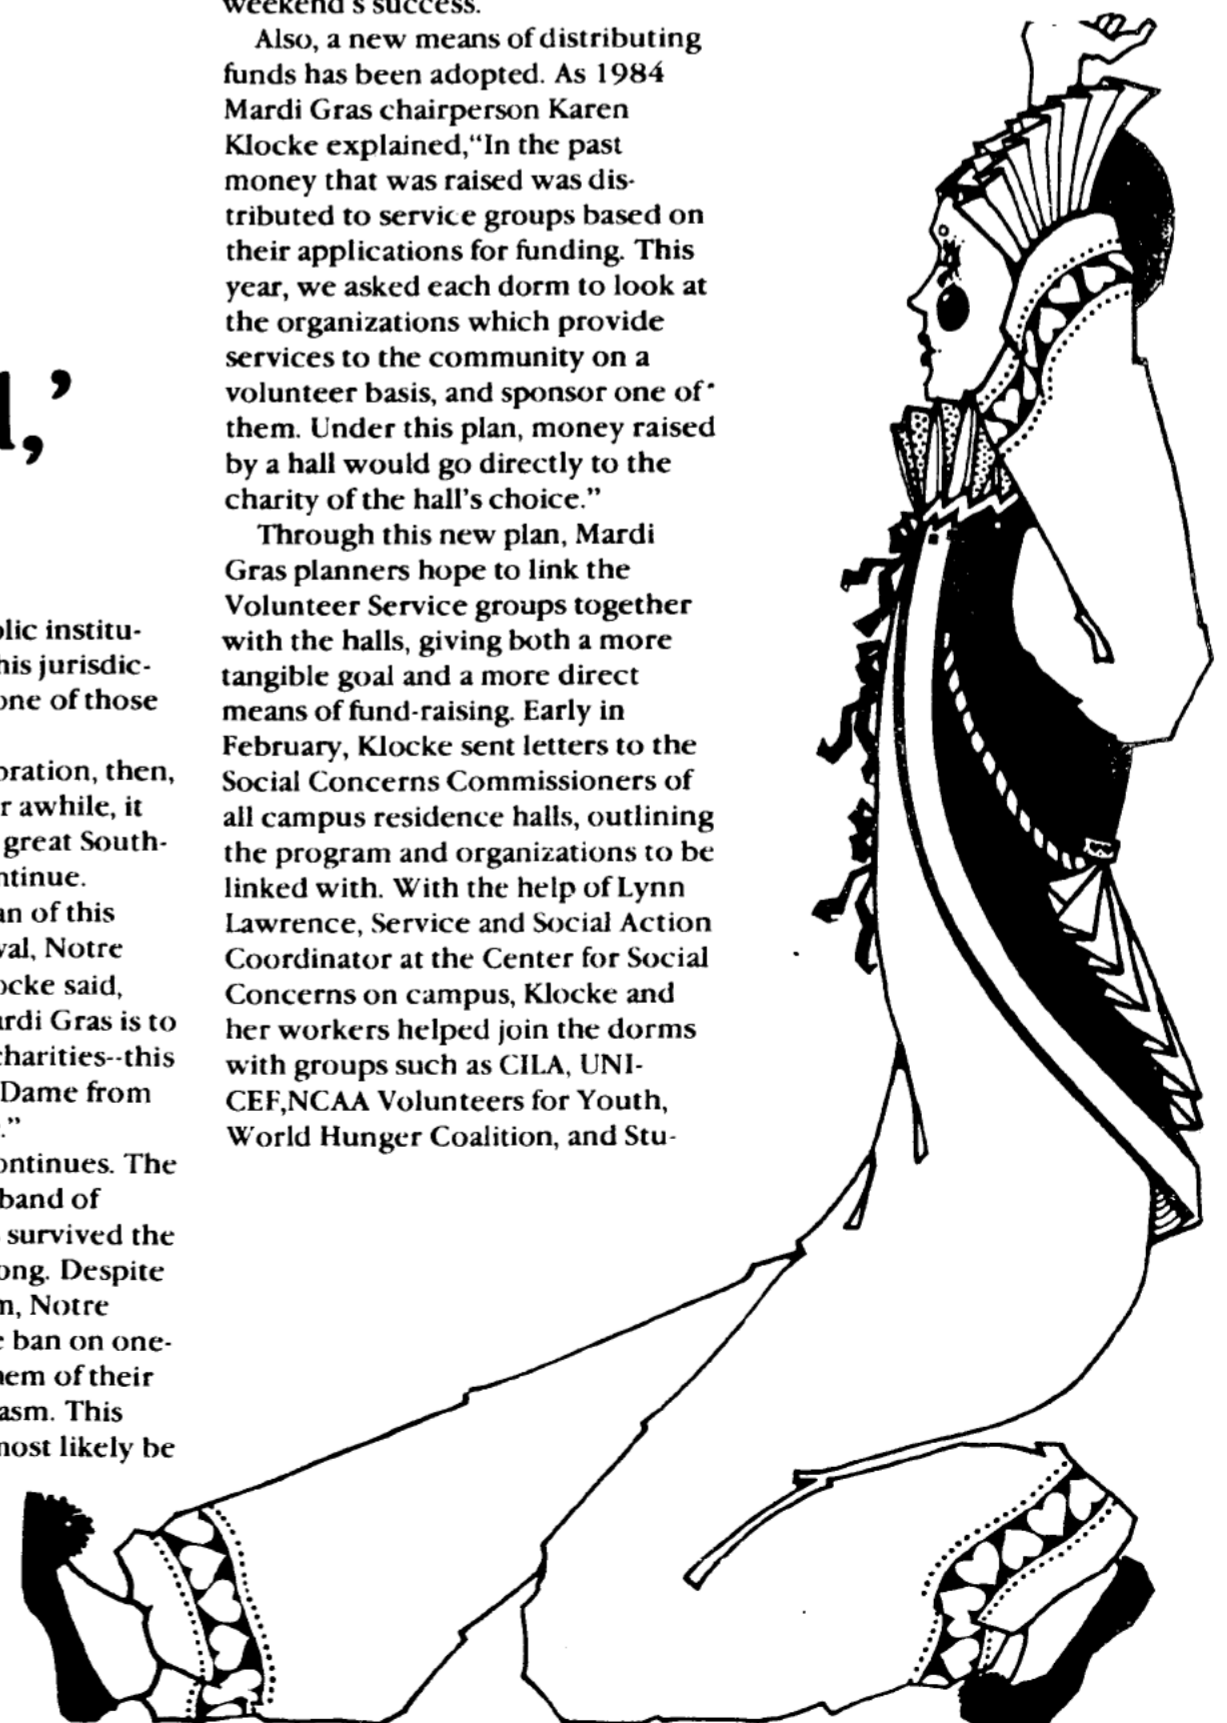 l,’
olic institu-
his jurisdic-
one of those
oration, then,
r awhile, it
great South-
ntinue.
an of this
val, Notre
ocke said,
ardi Gras is to
charities--this
Dame from
.”
ontinues. The
band of
survived the
ong. Despite
m, Notre
e ban on one-
hem of their
asm. This
most likely be
weekend's success.
Also, a new means of distributing
funds has been adopted. As 1984
Mardi Gras chairperson Karen
Klocke explained,“In the past
money that was raised was dis-
tributed to service groups based on
their applications for funding. This
year, we asked each dorm to look at
the organizations which provide
services to the community on a
volunteer basis, and sponsor one of
them. Under this plan, money raised
by a hall would go directly to the
charity of the hall's choice.”
Through this new plan, Mardi
Gras planners hope to link the
Volunteer Service groups together
with the halls, giving both a more
tangible goal and a more direct
means of fund-raising. Early in
February, Klocke sent letters to the
Social Concerns Commissioners of
all campus residence halls, outlining
the program and organizations to be
linked with. With the help of Lynn
Lawrence, Service and Social Action
Coordinator at the Center for Social
Concerns on campus, Klocke and
her workers helped join the dorms
with groups such as CILA, UNI-
CEF,NCAA Volunteers for Youth,
World Hunger Coalition, and Stu-